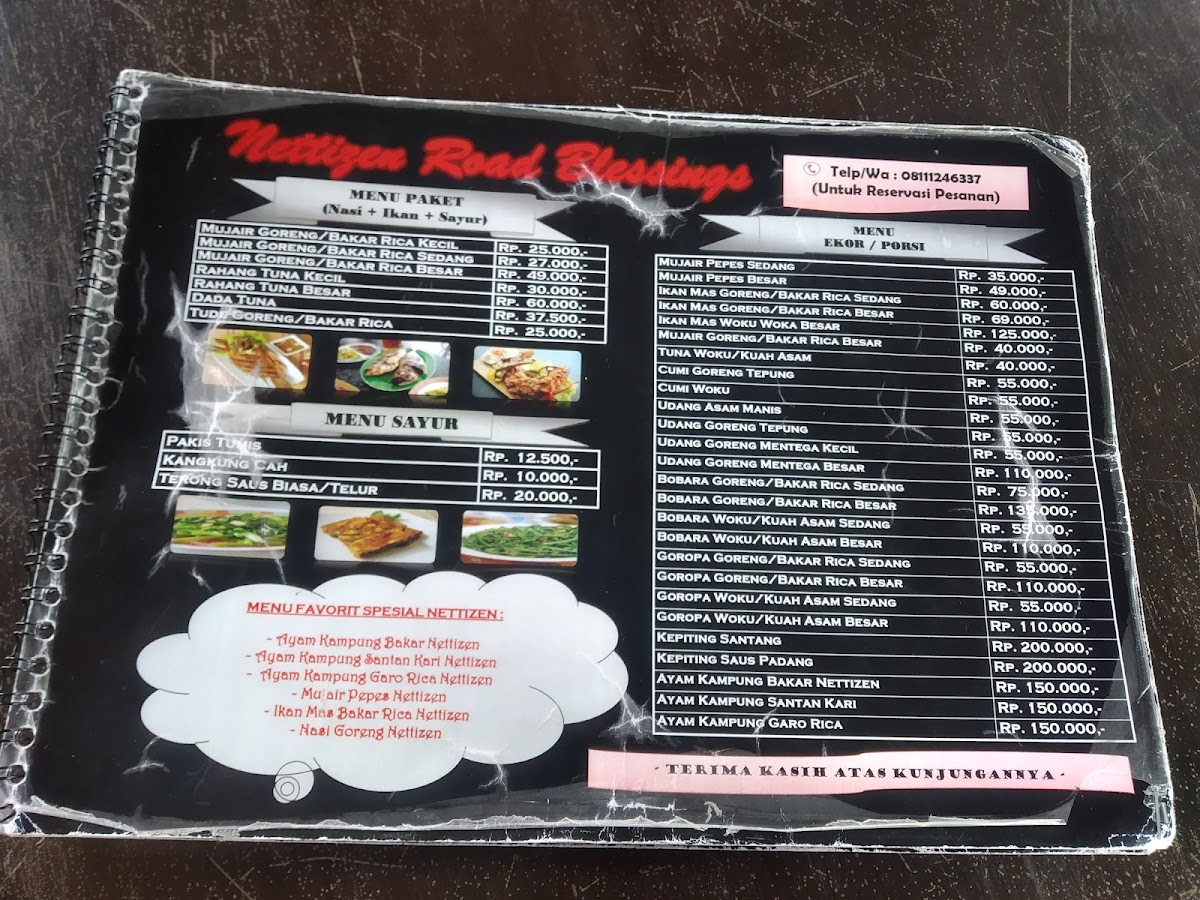 Nettizen Road Blessings
Telp/Wa : 08111246337
(Untuk Reservasi Pesanan)
MENU PAKET
(Nasi + Ikan + Sayur)
MUJAIR GORENG/BAKAR RICA KECIL RP. 25.000,-
MUJAIR GORENG/BAKAR RICA SEDANG RP. 27.000,-
MUJAIR GORENG/BAKAR RICA BESAR RP. 49.000,-
RAHANG TUNA KECIL RP. 30.000,-
RAHANG TUNA BESAR RP. 60.000,-
DADA TUNA RP. 37.500,-
TUDE GORENG/BAKAR RICA RP. 25.000,-
MENU SAYUR
PAKIS TUMIS RP. 12.500,-
KANGKUNG CAH RP. 10.000,-
TERONG SAUS BIASA/TELUR RP. 20.000,-
MENU FAVORIT SPESIAL NETTIZEN :
- Ayam Kampung Bakar Nettizen
- Ayam Kampung Santan Kari Nettizen
- Ayam Kampung Garo Rica Nettizen
- Mujair Pepes Nettizen
- Ikan Mas Bakar Rica Nettizen
- Nasi Goreng Nettizen
MENU
EKOR / PORSI
MUJAIR PEPES SEDANG RP. 35.000,-
MUJAIR PEPES BESAR RP. 49.000,-
IKAN MAS GORENG/BAKAR RICA SEDANG RP. 60.000,-
IKAN MAS GORENG/BAKAR RICA BESAR RP. 69.000,-
IKAN MAS WOKU WOKA BESAR RP. 125.000,-
MUJAIR GORENG/BAKAR RICA BESAR RP. 40.000,-
TUNA WOKU/KUAH ASAM RP. 40.000,-
CUMI GORENG TEPUNG RP. 55.000,-
CUMI WOKU RP. 55.000,-
UDANG ASAM MANIS RP. 55.000,-
UDANG GORENG TEPUNG RP. 55.000,-
UDANG GORENG MENTEGA KECIL RP. 55.000,-
UDANG GORENG MENTEGA BESAR RP. 110.000,-
BOBARA GORENG/BAKAR RICA SEDANG RP. 75.000,-
BOBARA GORENG/BAKAR RICA BESAR RP. 135.000,-
BOBARA WOKU/KUAH ASAM SEDANG RP. 55.000,-
BOBARA WOKU/KUAH ASAM BESAR RP. 110.000,-
GOROPA GORENG/BAKAR RICA SEDANG RP. 55.000,-
GOROPA GORENG/BAKAR RICA BESAR RP. 110.000,-
GOROPA WOKU/KUAH ASAM SEDANG RP. 55.000,-
GOROPA WOKU/KUAH ASAM BESAR RP. 110.000,-
KEPITING SANTANG RP. 200.000,-
KEPITING SAUS PADANG RP. 200.000,-
AYAM KAMPUNG BAKAR NETTIZEN RP. 150.000,-
AYAM KAMPUNG SANTAN KARI RP. 150.000,-
AYAM KAMPUNG GARO RICA RP. 150.000,-
- TERIMA KASIH ATAS KUNJUNGANNYA -